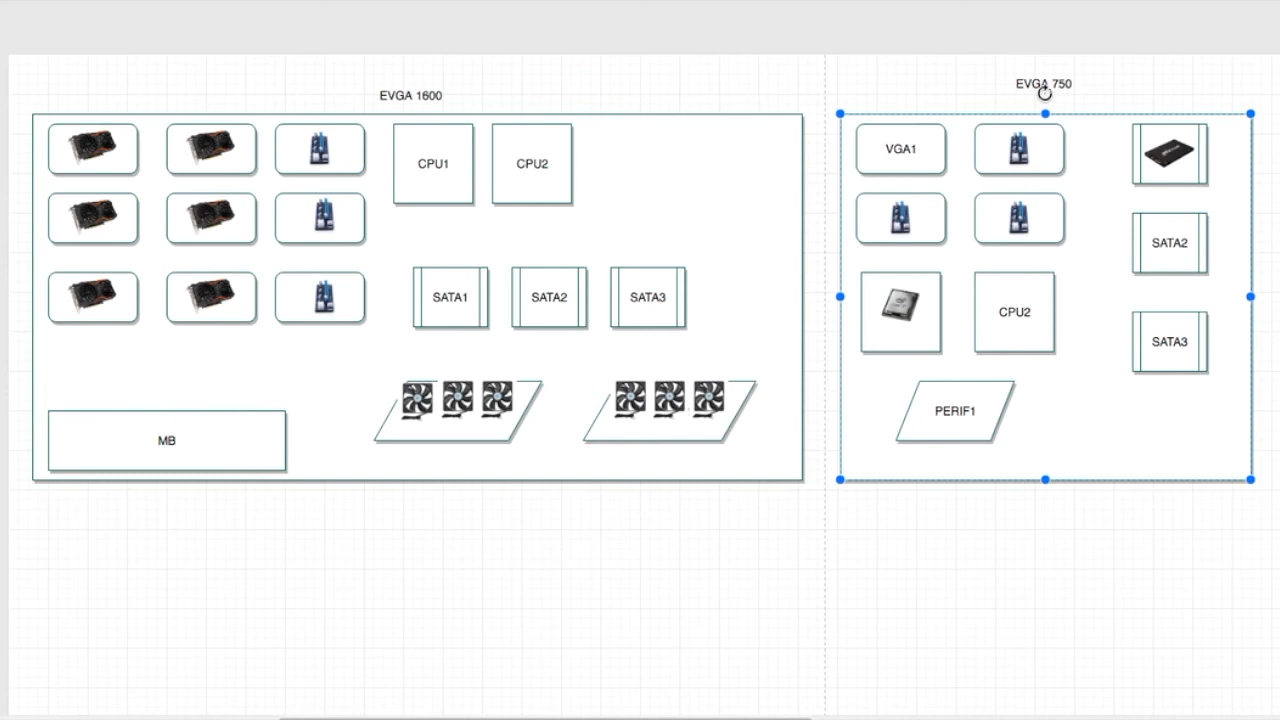 EVGA 1600
CPU1
CPU2
SATA1
SATA2
SATA3
MB
EVGA 750
VGA1
SATA2
CPU2
SATA3
PERIF1